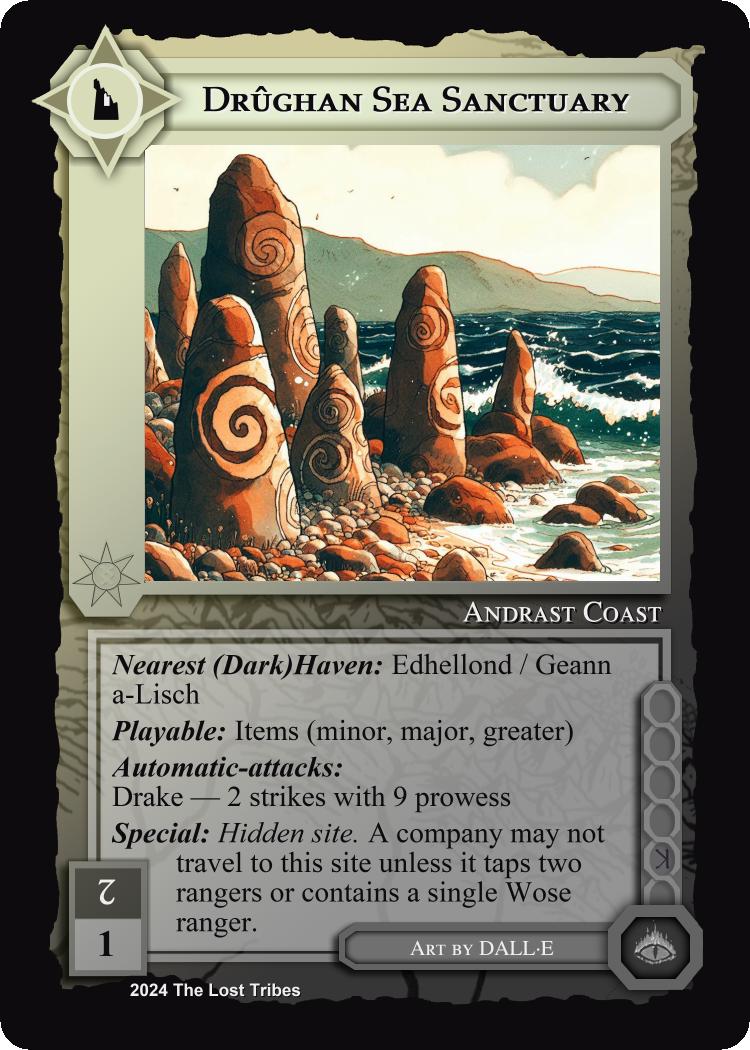 Drûghan Sea Sanctuary
Andrast Coast
Nearest (Dark)Haven: Edhellond / Geann
a-Lisch
Playable: Items (minor, major, greater)
Automatic-attacks:
Drake — 2 strikes with 9 prowess
Special: Hidden site. A company may not
travel to this site unless it taps two
rangers or contains a single Wose
ranger.
K
2
1
Art by DALL·E
2024 The Lost Tribes